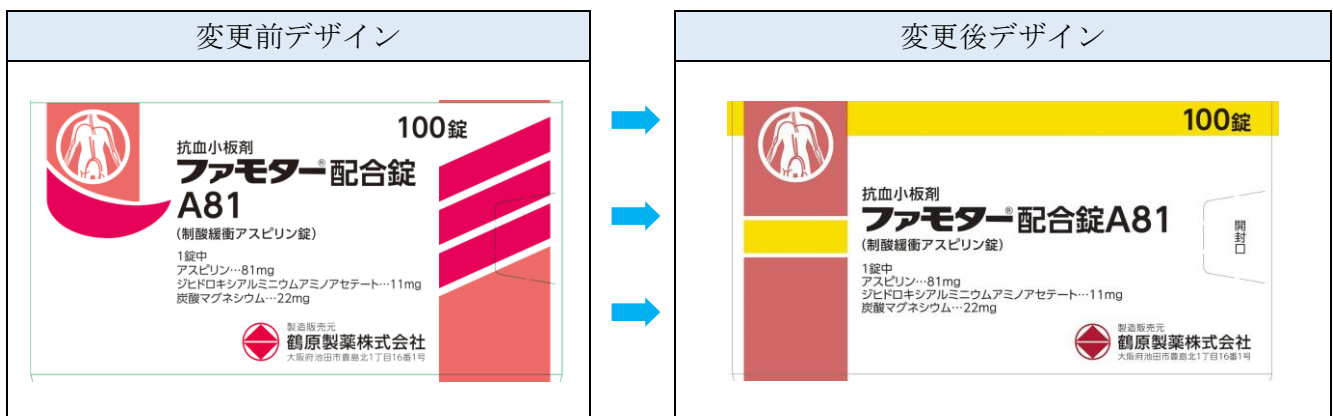 変更前デザイン
100錠
抗血小板剤
ファモター®配合錠
A81
(制酸緩衝アスピリン錠)
1錠中
アスピリン…81mg
ジヒドロキシアルミニウムアミノアセテート…11mg
炭酸マグネシウム…22mg
製造販売元
鶴原製薬株式会社
大阪府池田市豊島北1丁目16番1号
変更後デザイン
100錠
抗血小板剤
ファモター®配合錠A81
(制酸緩衝アスピリン錠)
1錠中
アスピリン…81mg
ジヒドロキシアルミニウムアミノアセテート…11mg
炭酸マグネシウム…22mg
開封口
製造販売元
鶴原製薬株式会社
大阪府池田市豊島北1丁目16番1号